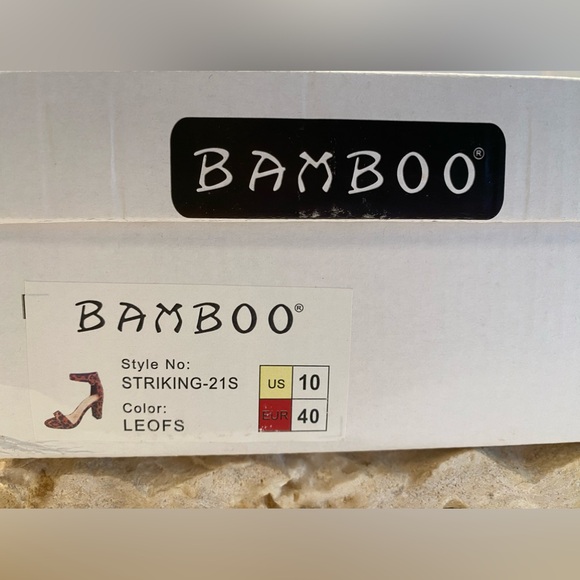 BAMBOO®
BAMBOO®
Style No:
STRIKING-21S
Color:
LEOFS
US 10
EUR 40